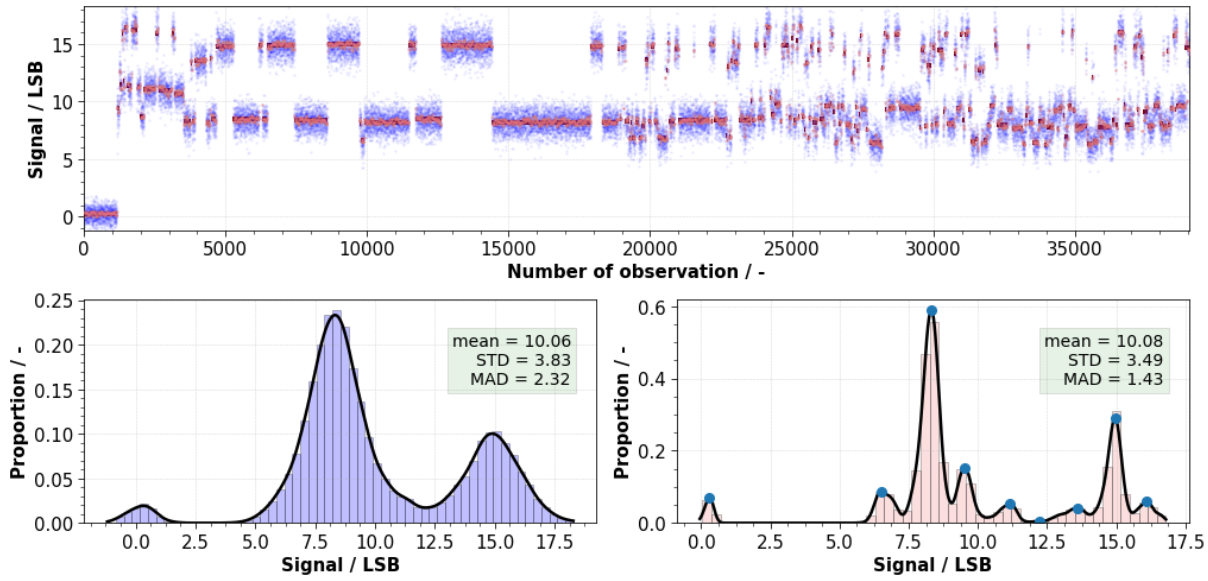 15
10
5
0
Signal / LSB
0 5000 10000 15000 20000 25000 30000 35000
Number of observation / -
0.25
0.20
0.15
0.10
0.05
0.00
Proportion / -
mean = 10.06
STD = 3.83
MAD = 2.32
0.0 2.5 5.0 7.5 10.0 12.5 15.0 17.5
Signal / LSB
0.6
0.4
0.2
0.0
Proportion / -
mean = 10.08
STD = 3.49
MAD = 1.43
0.0 2.5 5.0 7.5 10.0 12.5 15.0 17.5
Signal / LSB